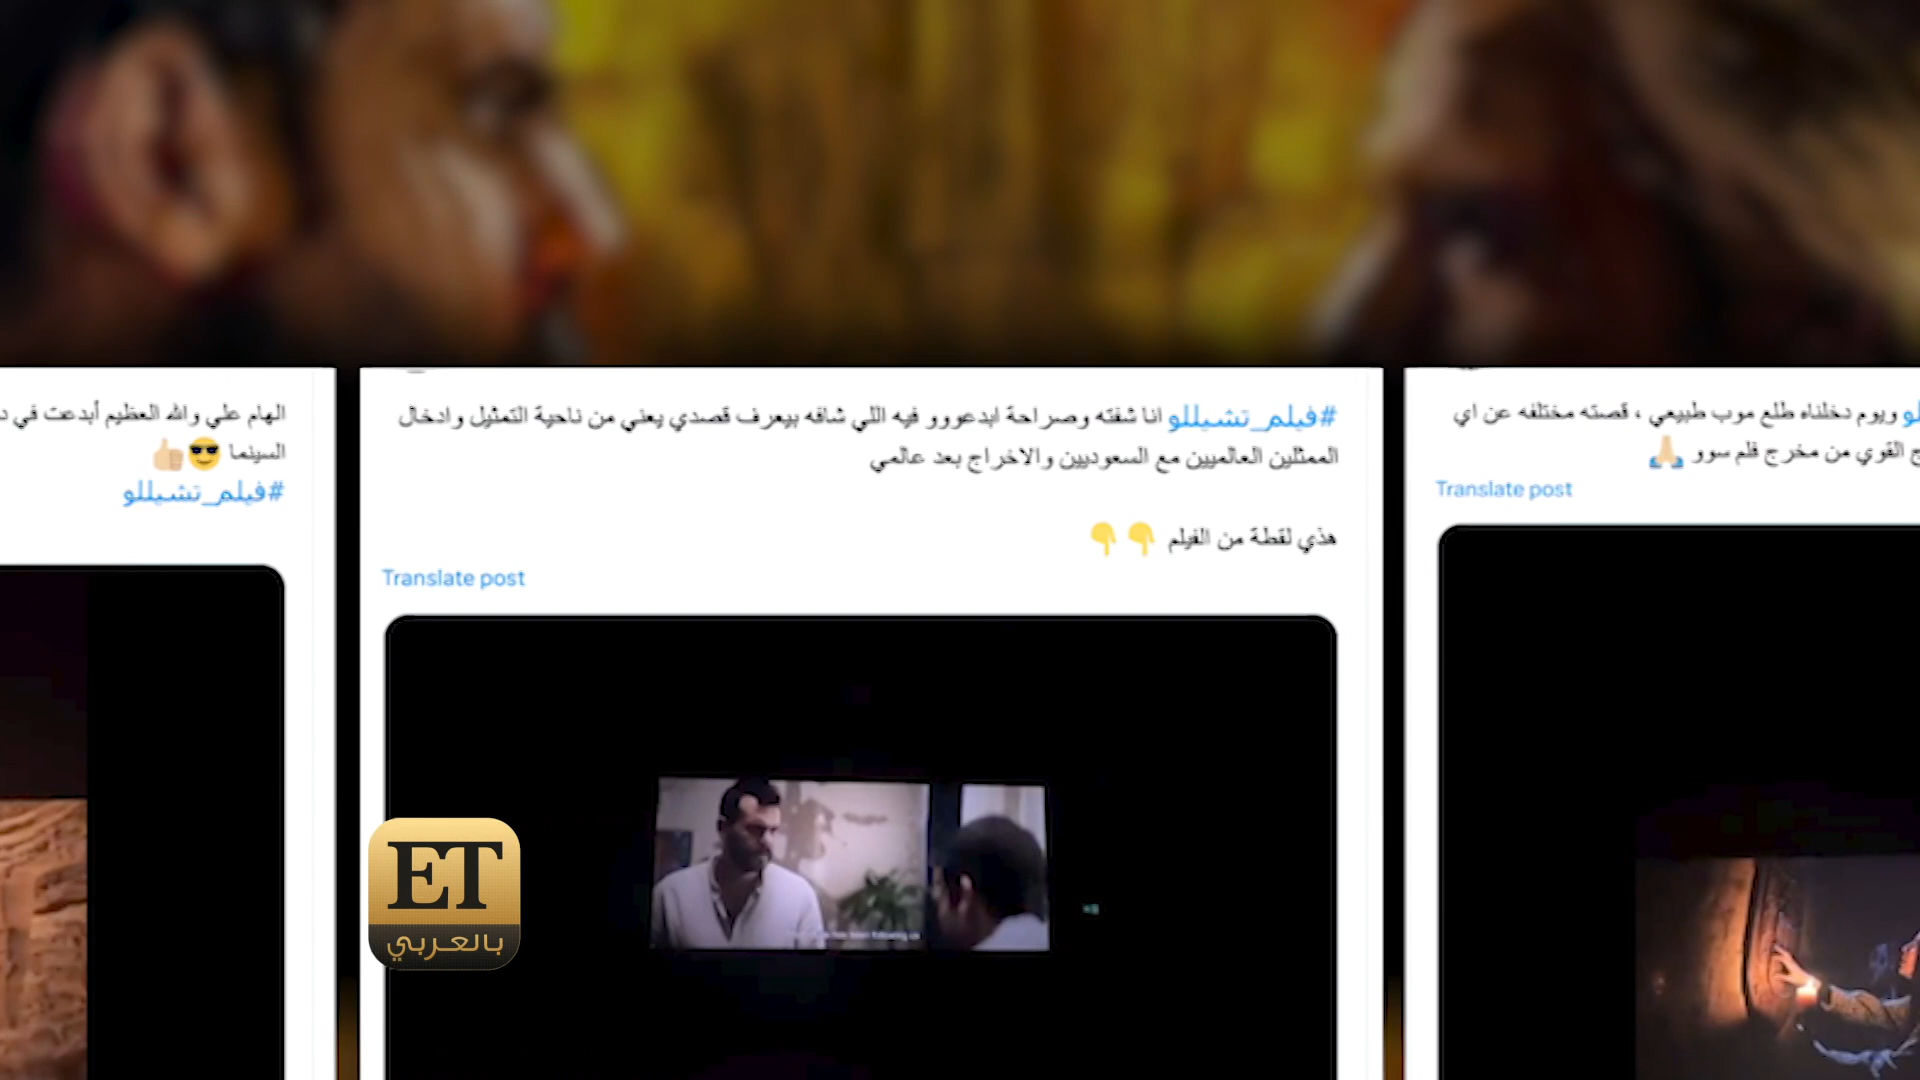 الهام علي والله العظيم أبدعت في
السينما 😎👍🏼
#فيلم_تشيللو
#فيلم_تشيللو انا شفته وصراحة ابدعووو فيه اللي شافه بيعرف قصدي يعني من ناحية التمثيل وادخال
الممثلين العالميين مع السعوديين والاخراج بعد عالمي
هذي لقطة من الفيلم 👇👇
Translate post
ويوم دخلناه طلع موب طبيعي ، قصته مختلفه عن اي
القوي من مخرج فلم سوو 🙏🏼
Translate post
ET
بالعربي